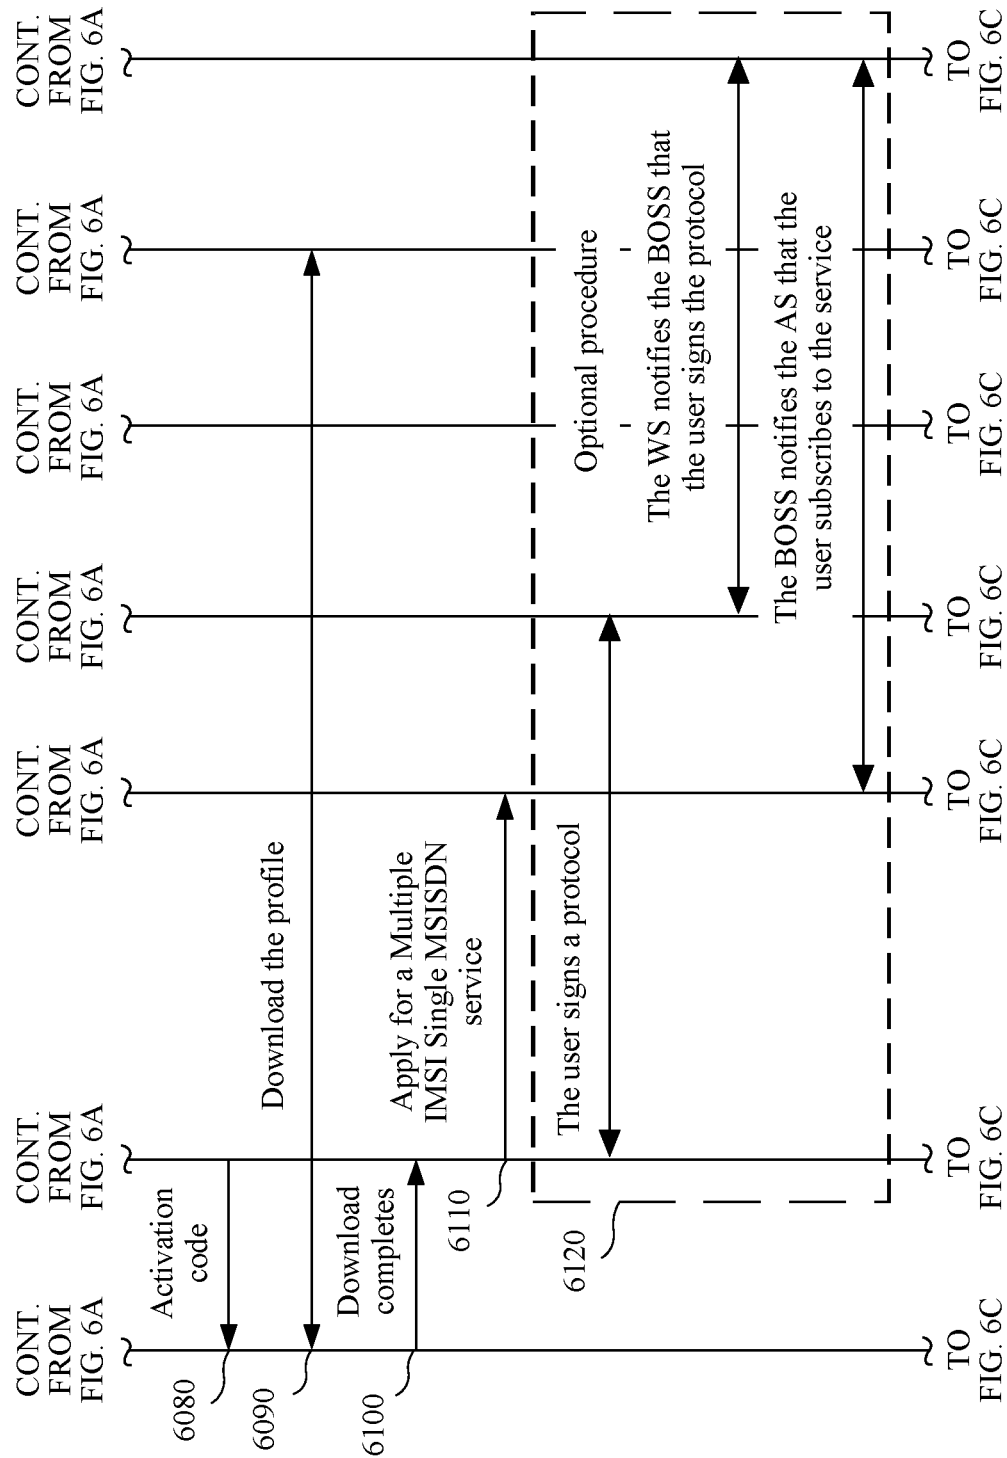 CONT.
FROM
FIG. 6A
CONT.
FROM
FIG. 6A
CONT.
FROM
FIG. 6A
CONT.
FROM
FIG. 6A
CONT.
FROM
FIG. 6A
CONT.
FROM
FIG. 6A
CONT.
FROM
FIG. 6A
6080
Activation
code
6090
Download the profile
6100
Download
completes
6110
Apply for a Multiple
IMSI Single MSISDN
service
6120
Optional procedure
The user signs a protocol
The WS notifies the BOSS that
the user signs the protocol
The BOSS notifies the AS that the
user subscribes to the service
TO
FIG. 6C
TO
FIG. 6C
TO
FIG. 6C
TO
FIG. 6C
TO
FIG. 6C
TO
FIG. 6C
TO
FIG. 6C